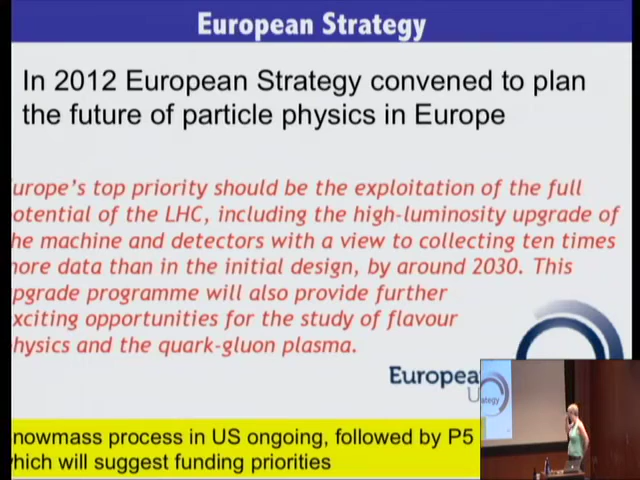 European Strategy
In 2012 European Strategy convened to plan
the future of particle physics in Europe
urope's top priority should be the exploitation of the full
otential of the LHC, including the high-luminosity upgrade of
he machine and detectors with a view to collecting ten times
ore data than in the initial design, by around 2030. This
pgrade programme will also provide further
xciting opportunities for the study of flavour
hysics and the quark-gluon plasma.
Europea
U
ategy
nowmass process in US ongoing, followed by P5
which will suggest funding priorities